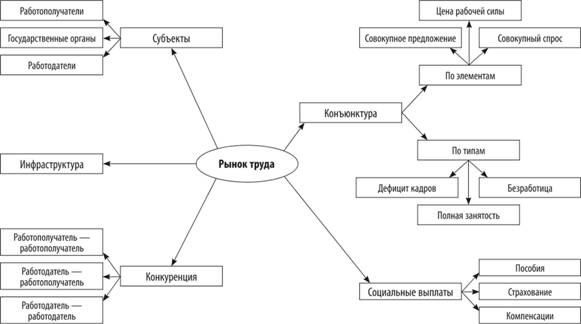 Работополучатели
Государственные органы
Работодатели
Субъекты
Цена рабочей силы
Совокупное предложение
Совокупный спрос
По элементам
Конъюнктура
По типам
Дефицит кадров
Безработица
Полная занятость
Инфраструктура
Рынок труда
Работополучатель —
работополучатель
Работодатель —
работополучатель
Работодатель —
работодатель
Конкуренция
Социальные выплаты
Пособия
Страхование
Компенсации